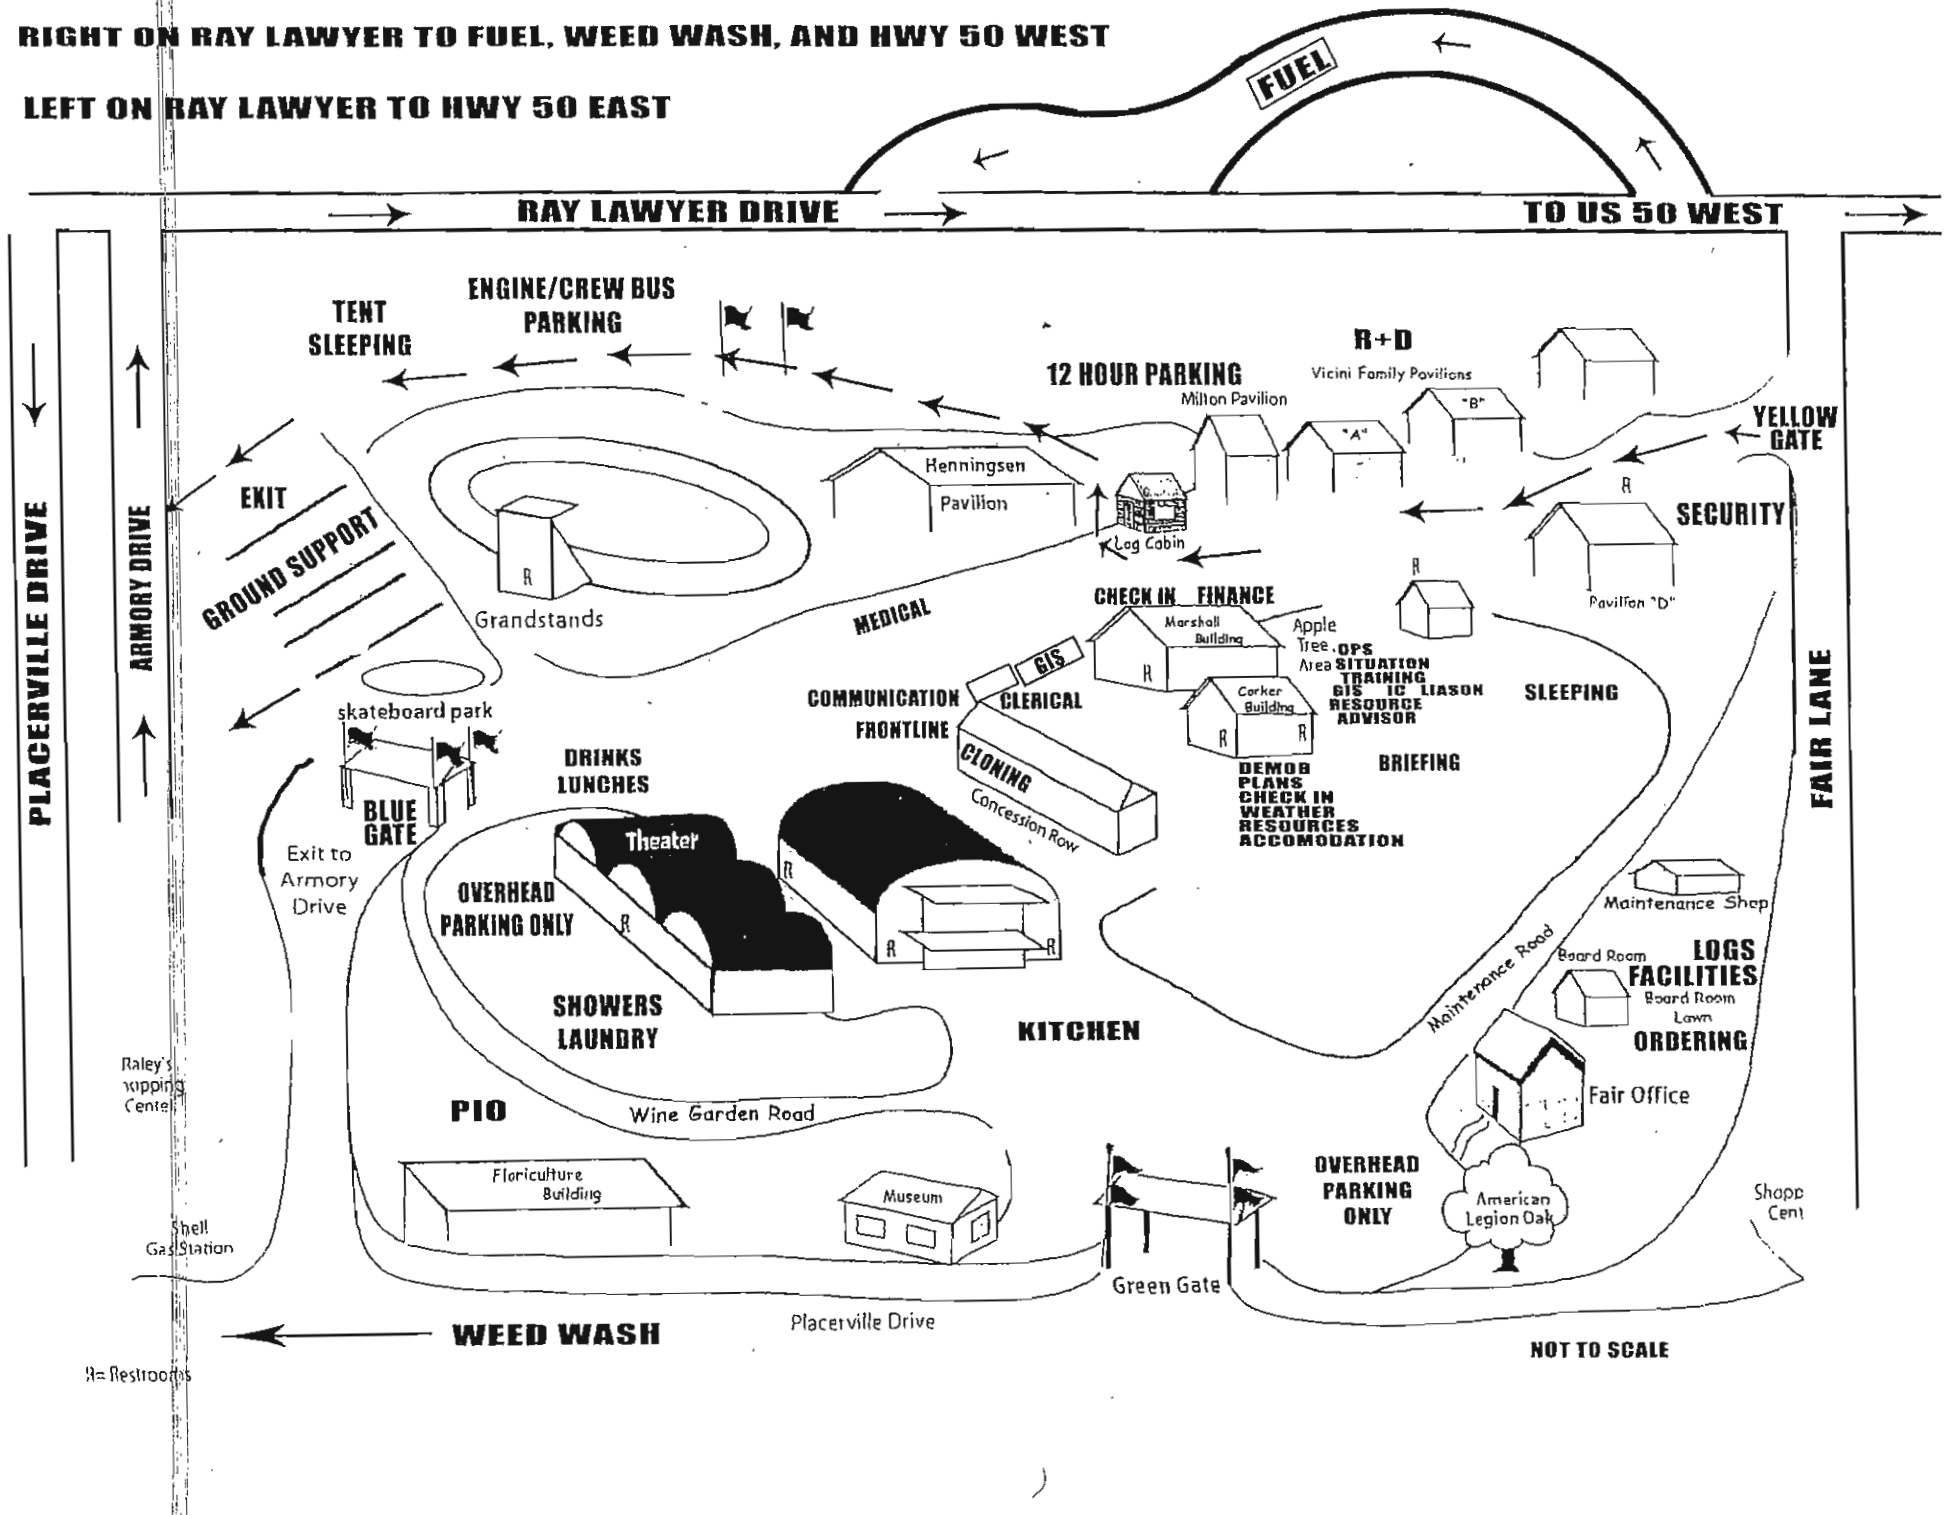 RIGHT ON RAY LAWYER TO FUEL, WEED WASH, AND HWY 50 WEST
LEFT ON RAY LAWYER TO HWY 50 EAST
FUEL
RAY LAWYER DRIVE
TO US 50 WEST
PLACERVILLE DRIVE
ARMORY DRIVE
TENT
SLEEPING
ENGINE/CREW BUS
PARKING
12 HOUR PARKING
Milton Pavilion
R+D
Vicini Family Pavilions
"B"
"A"
YELLOW
GATE
EXIT
GROUND SUPPORT
Henningsen
Pavilion
Log Cabin
R
SECURITY
Pavilion "D"
R
R
Grandstands
MEDICAL
CHECK IN FINANCE
Marshall
Building
R
Apple
Tree
Area
OPS
SITUATION
TRAINING
GIS IC LIASON
RESOURCE
ADVISOR
GIS
COMMUNICATION
CLERICAL
FRONTLINE
Corker
Building
R
R
SLEEPING
FAIR LANE
skateboard park
BLUE
GATE
DRINKS
LUNCHES
CLONING
Concession Row
BRIEFING
DEMOB
PLANS
CHECK IN
WEATHER
RESOURCES
ACCOMODATION
Exit to
Armory
Drive
Theater
R
R
R
R
OVERHEAD
PARKING ONLY
Maintenance Shop
Maintenance Road
Board Room
LOGS
FACILITIES
Board Room
Lawn
ORDERING
SHOWERS
LAUNDRY
KITCHEN
Fair Office
Raley's
Center
PIO
Wine Garden Road
Floriculture
Building
Museum
OVERHEAD
PARKING
ONLY
American
Legion Oak
Shell
Gas Station
Green Gate
Placerville Drive
WEED WASH
NOT TO SCALE
R= Restrooms